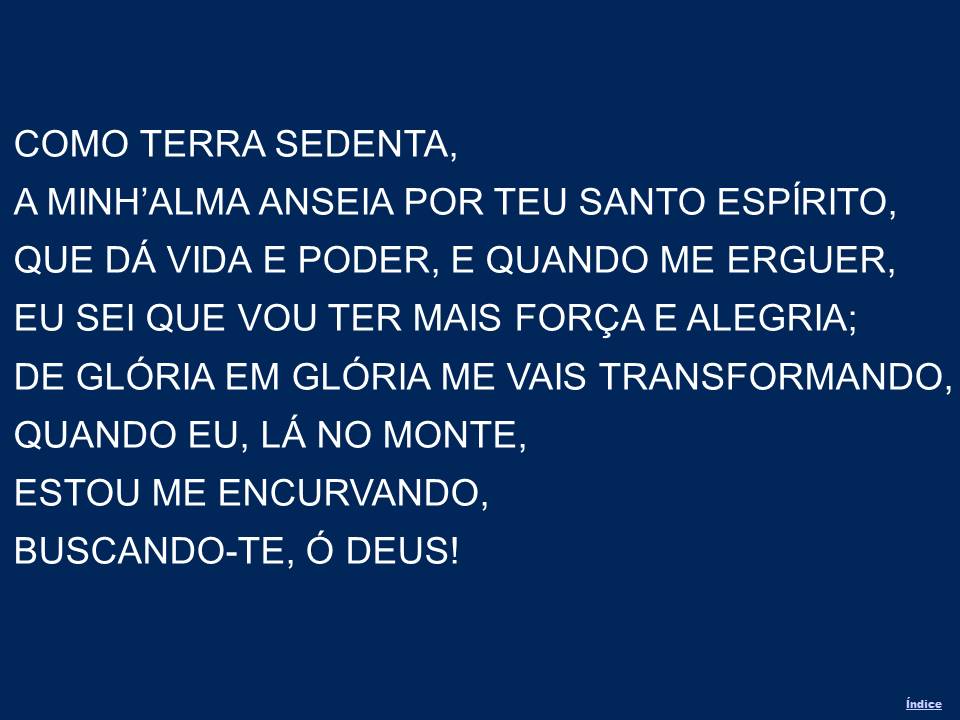 COMO TERRA SEDENTA,
A MINH’ALMA ANSEIA POR TEU SANTO ESPÍRITO,
QUE DÁ VIDA E PODER, E QUANDO ME ERGUER,
EU SEI QUE VOU TER MAIS FORÇA E ALEGRIA;
DE GLÓRIA EM GLÓRIA ME VAIS TRANSFORMANDO,
QUANDO EU, LÁ NO MONTE,
ESTOU ME ENCURVANDO,
BUSCANDO-TE, Ó DEUS!
Índice